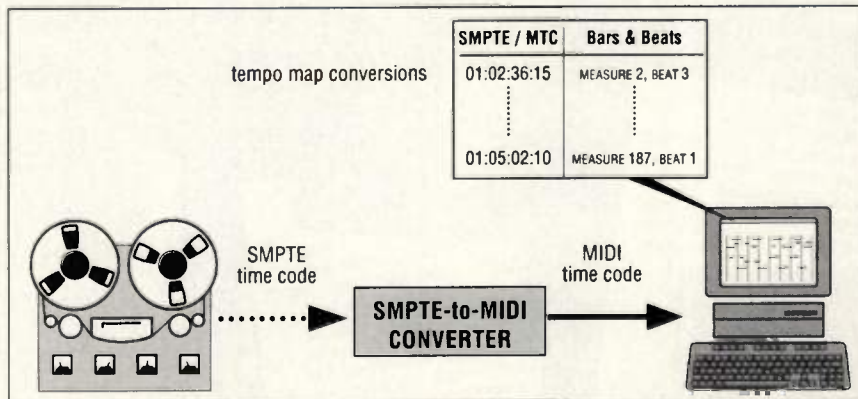 SMPTE / MTC Bars & Beats
tempo map conversions 01:02:36:15 MEASURE 2, BEAT 3
01:05:02:10 MEASURE 187, BEAT 1
SMPTE
time code
MIDI
time code
SMPTE-to-MIDI
CONVERTER